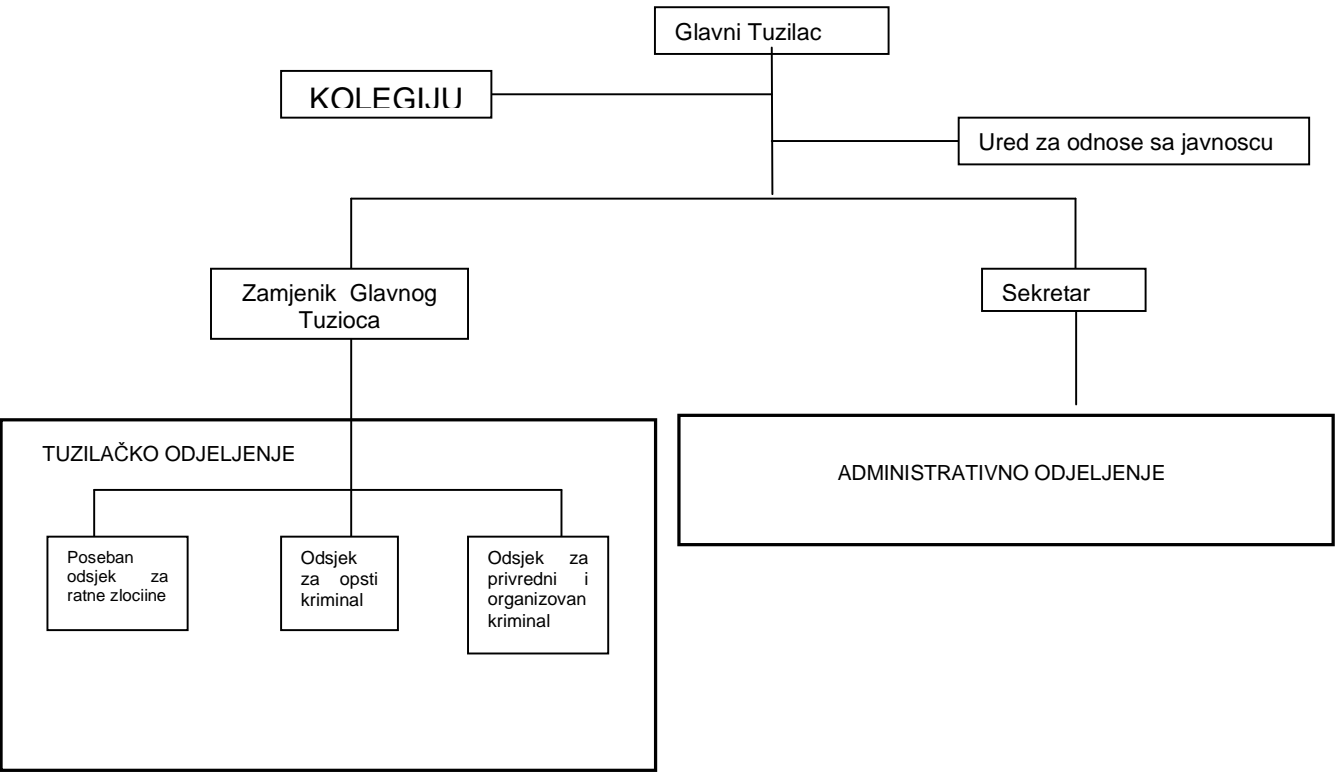 Glavni Tuzilac
KOLEGIJU
Ured za odnose sa javnoscu
Zamjenik Glavnog
Tuzioca
Sekretar
TUZILAČKO ODJELJENJE
ADMINISTRATIVNO ODJELJENJE
Poseban
odsjek za
ratne zlociine
Odsjek
za opsti
kriminal
Odsjek za
privredni i
organizovan
kriminal